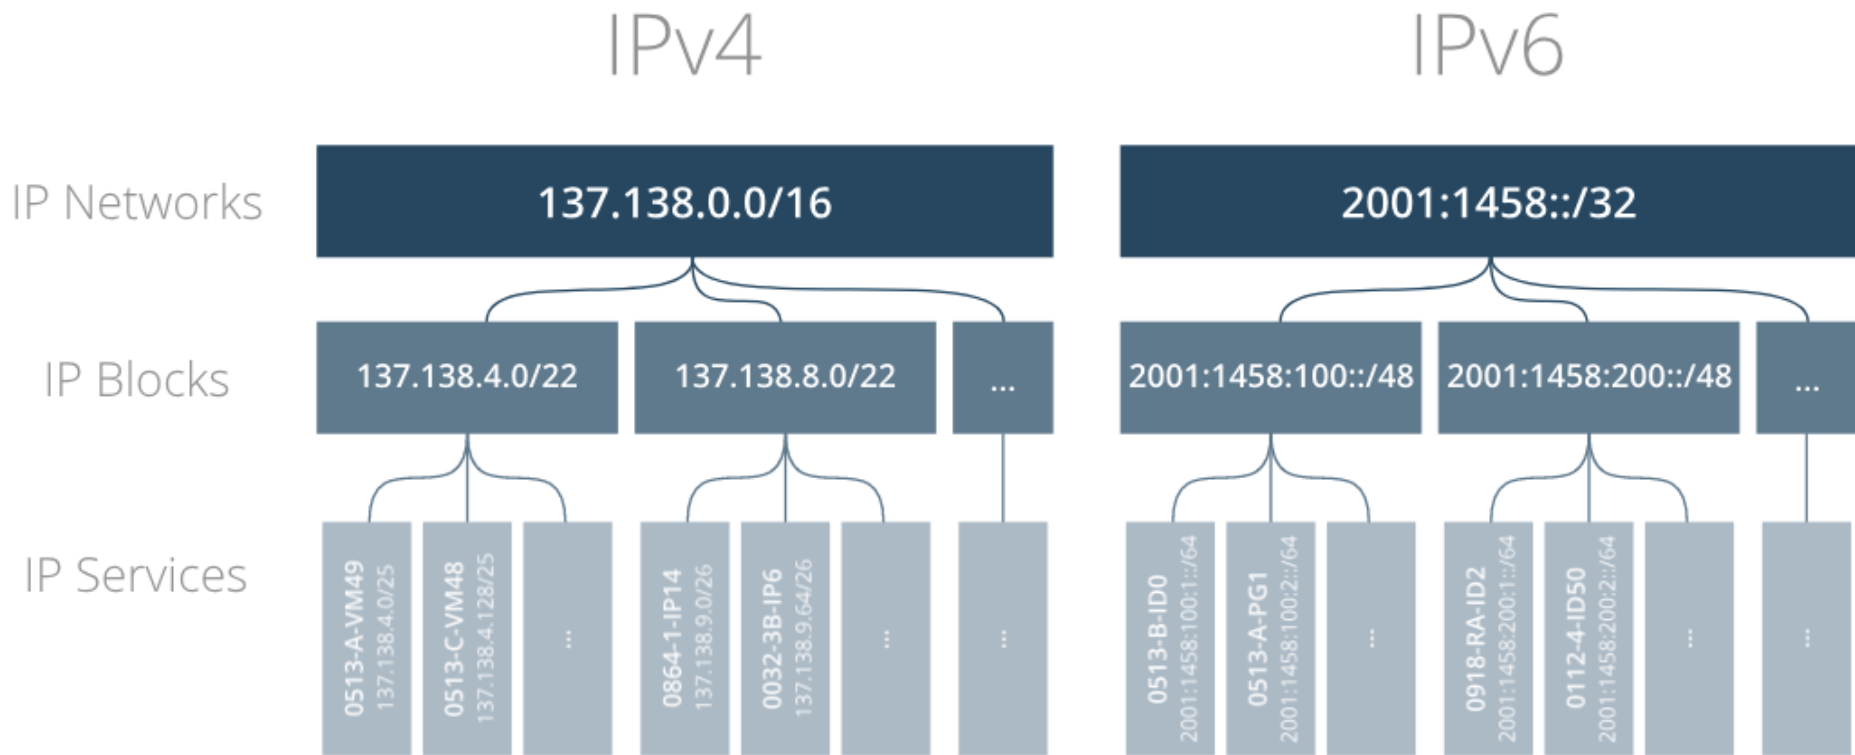 IPv4
IPv6
IP Networks
137.138.0.0/16
2001:1458::/32
IP Blocks
137.138.4.0/22
137.138.8.0/22
...
2001:1458:100::/48
2001:1458:200::/48
...
IP Services
0513-A-VM49
137.138.4.0/25
0513-C-VM48
137.138.4.128/25
...
0864-1-IP14
137.138.9.0/26
0032-3B-IP6
137.138.9.64/26
...
...
0513-B-ID0
2001:1458:100:1::/64
0513-A-PG1
2001:1458:100:2::/64
...
0918-RA-ID2
2001:1458:200:1::/64
0112-4-ID50
2001:1458:200:2::/64
...
...